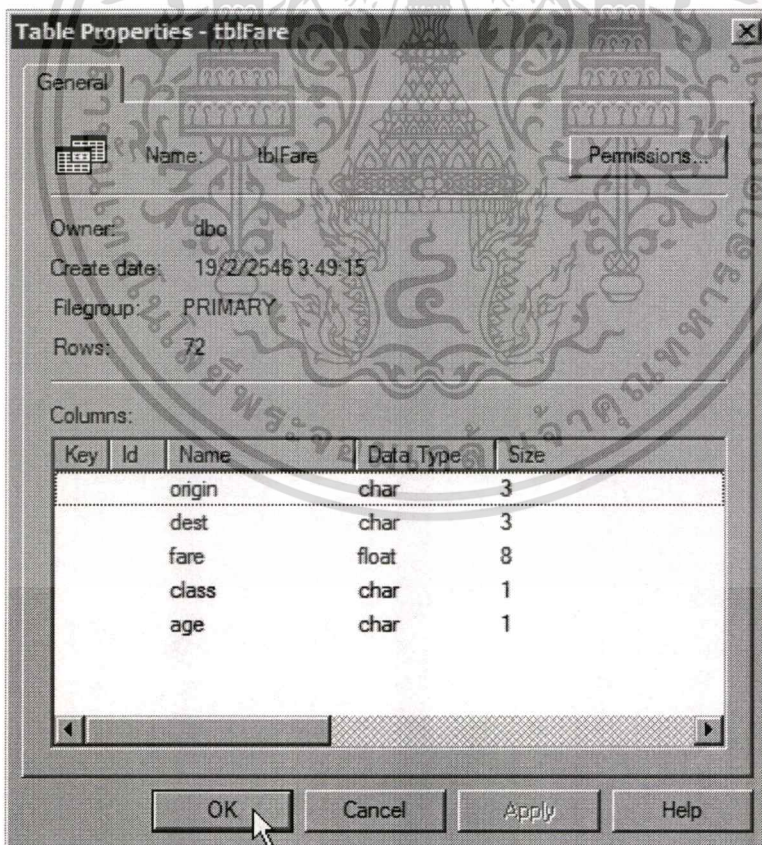 Table Properties - tblFare
General
Name: tblFare Permissions...
Owner: dbo
Create date: 19/2/2546 3:49:15
Filegroup: PRIMARY
Rows: 72
Columns:
Key Id Name Data Type Size
origin char 3
dest char 3
fare float 8
class char 1
age char 1
OK Cancel Apply Help